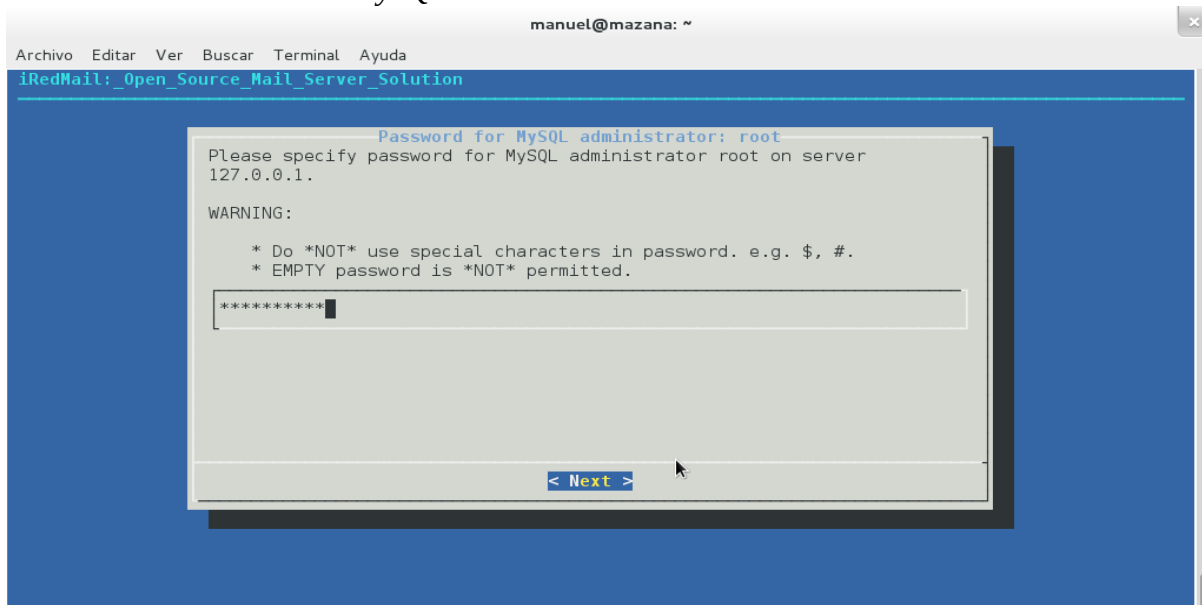 manuel@mazana: ~
Archivo Editar Ver Buscar Terminal Ayuda
iRedMail:_Open_Source_Mail_Server_Solution
Password for MySQL administrator: root
Please specify password for MySQL administrator root on server
127.0.0.1.
WARNING:
* Do *NOT* use special characters in password. e.g. $, #.
* EMPTY password is *NOT* permitted.
**********
< Next >